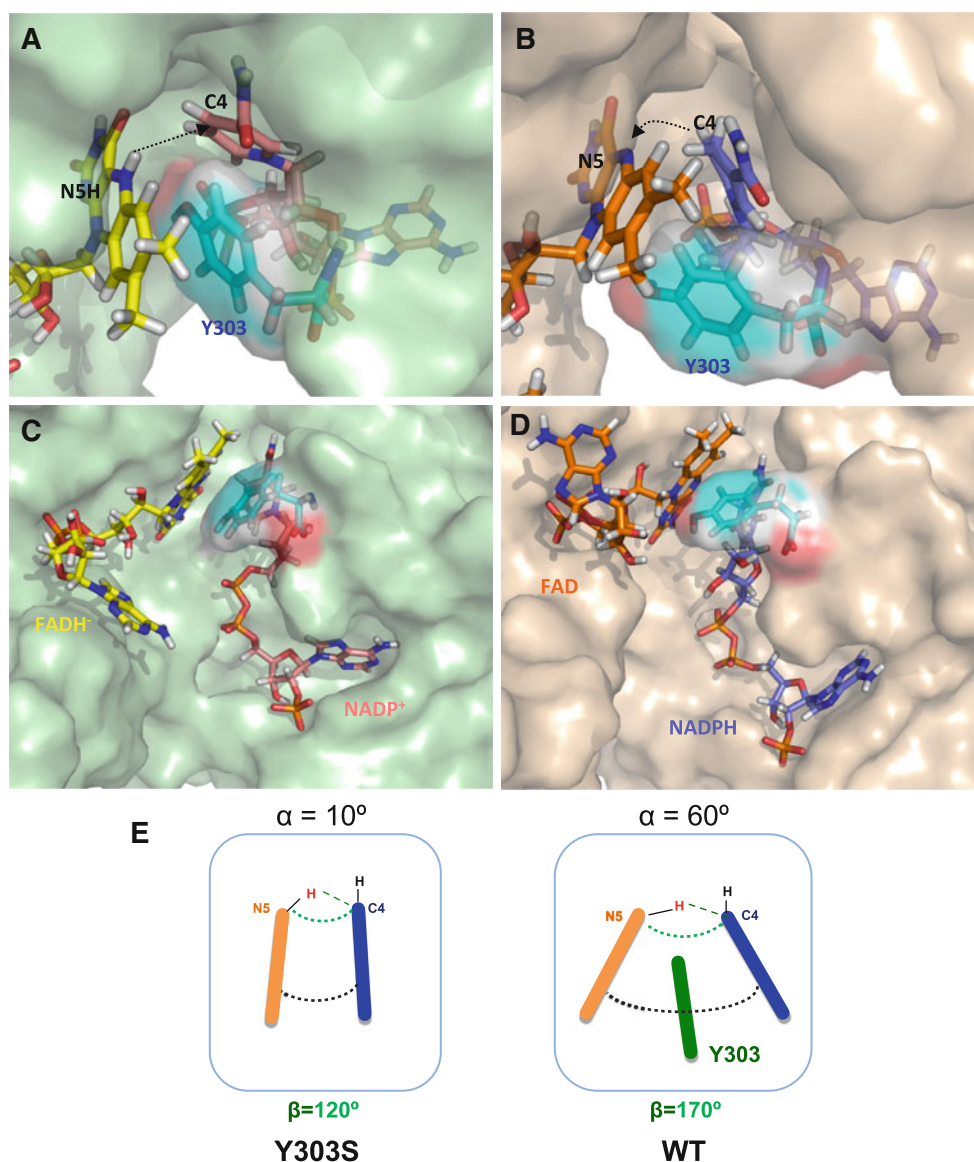 A
C4
N5H
Y303
B
C4
N5
Y303
C
FADH-
NADP+
D
FAD
NADPH
E
α = 10º
H
H
N5
C4
β=120º
Y303S
α = 60º
H
H
N5
C4
Y303
β=170º
WT